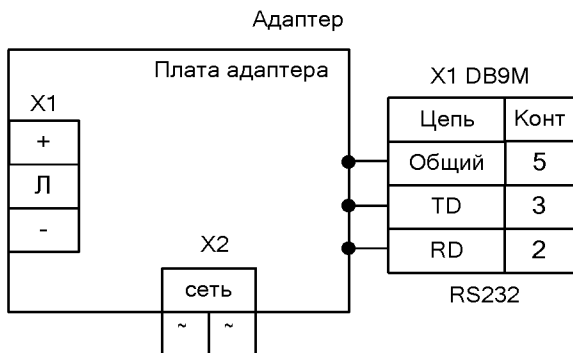 Адаптер
Плата адаптера
X1 DB9M
X1
Цепь Конт
+
Общий 5
Л
TD 3
-
RD 2
X2
сеть
RS232
~ ~